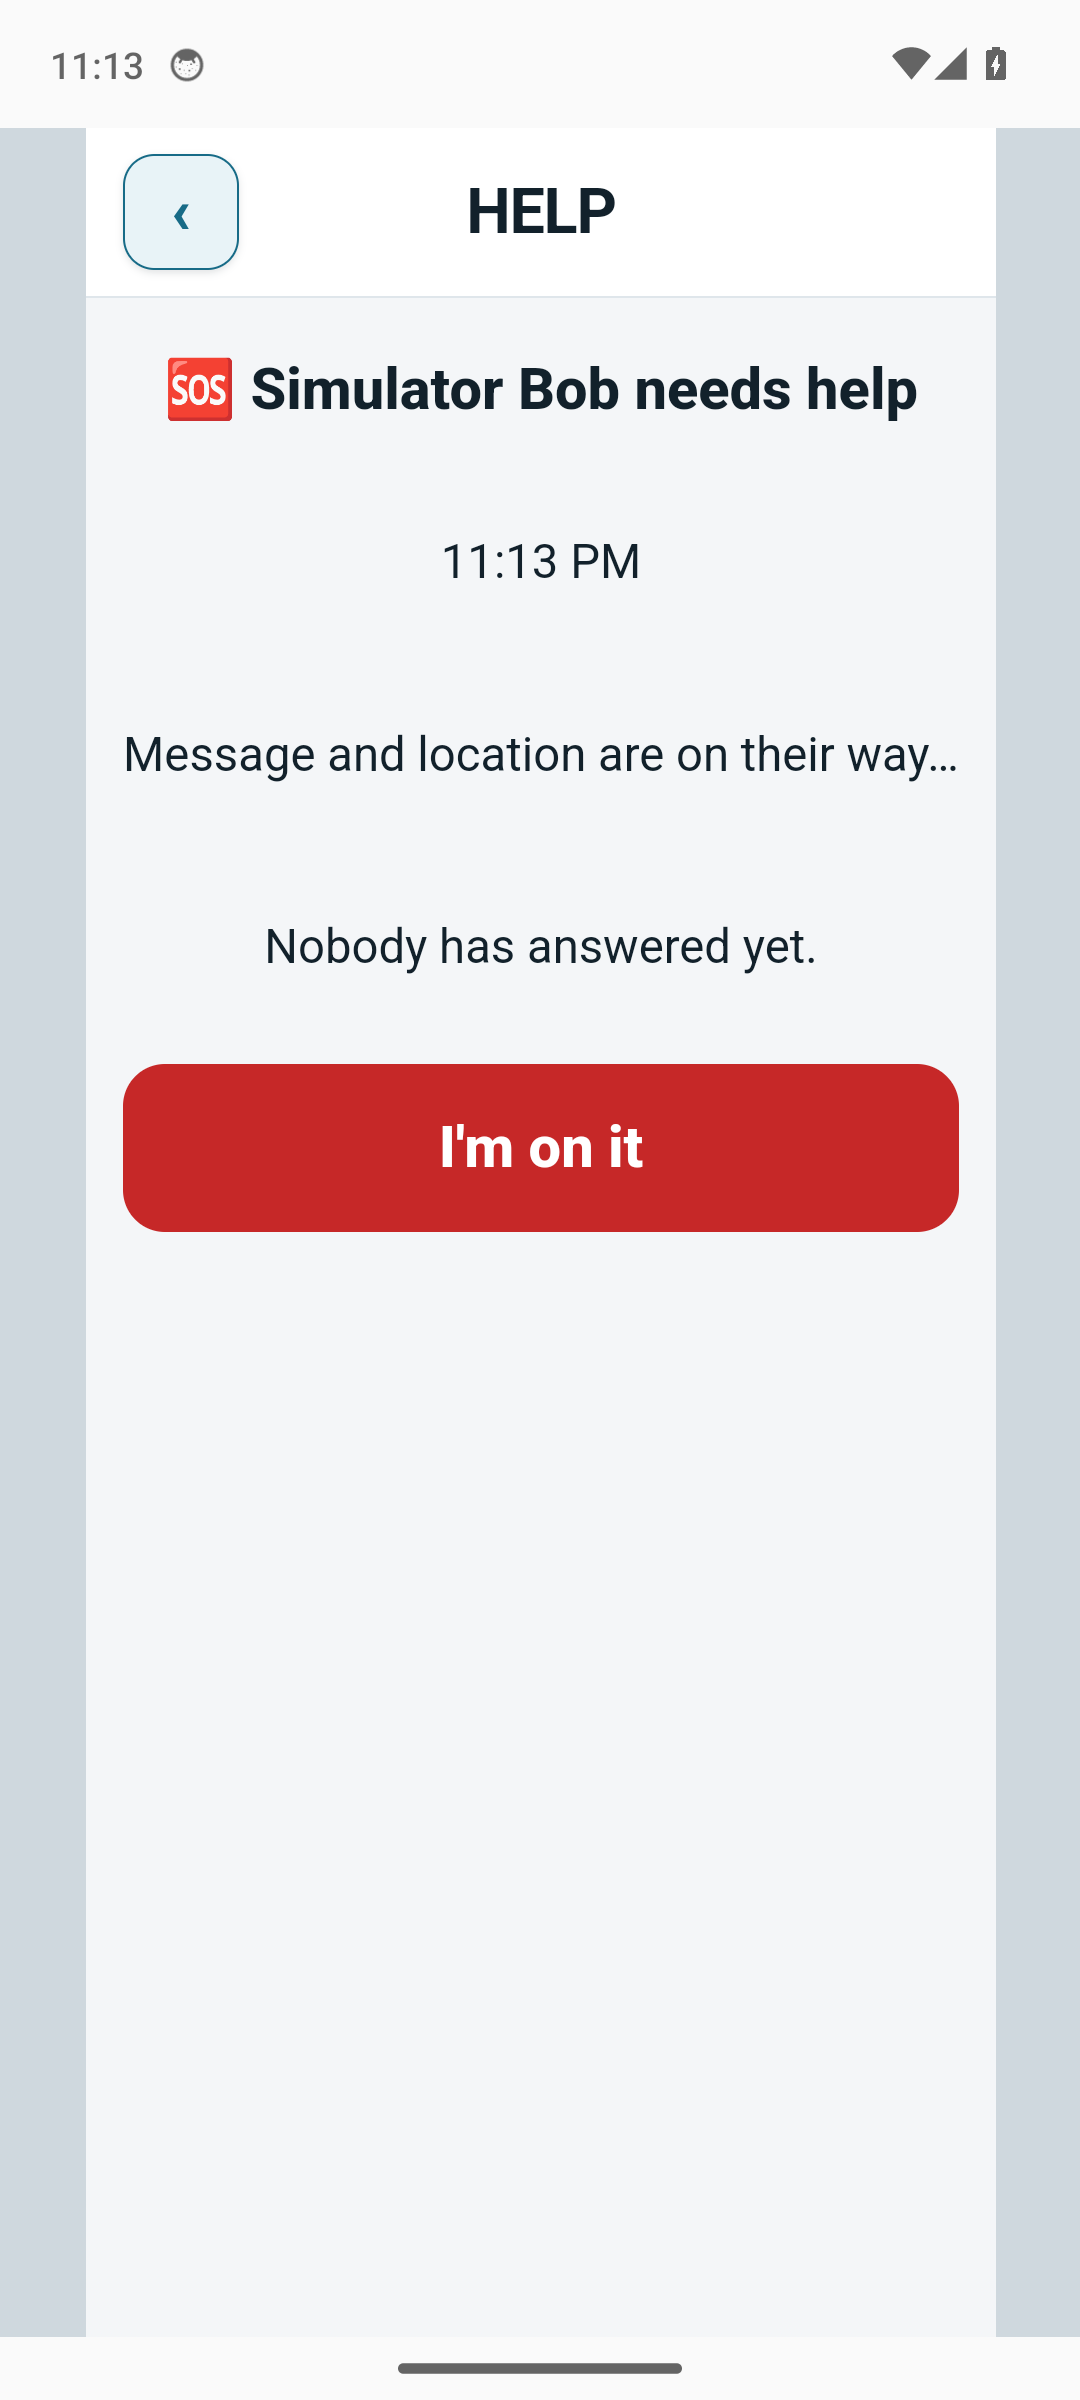 11:13
‹
HELP
🆘 Simulator Bob needs help
11:13 PM
Message and location are on their way…
Nobody has answered yet.
I'm on it